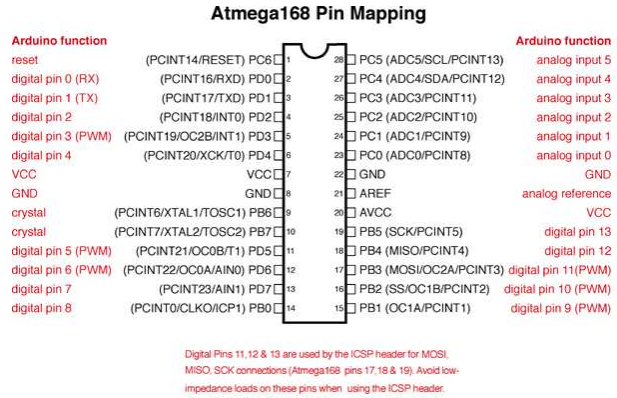 Atmega168 Pin Mapping
Arduino function Arduino function
reset (PCINT14/RESET) PC6 1 28 PC5 (ADC5/SCL/PCINT13) analog input 5
digital pin 0 (RX) (PCINT16/RXD) PD0 2 27 PC4 (ADC4/SDA/PCINT12) analog input 4
digital pin 1 (TX) (PCINT17/TXD) PD1 3 26 PC3 (ADC3/PCINT11) analog input 3
digital pin 2 (PCINT18/INT0) PD2 4 25 PC2 (ADC2/PCINT10) analog input 2
digital pin 3 (PWM) (PCINT19/OC2B/INT1) PD3 5 24 PC1 (ADC1/PCINT9) analog input 1
digital pin 4 (PCINT20/XCK/T0) PD4 6 23 PC0 (ADC0/PCINT8) analog input 0
VCC VCC 7 22 GND GND
GND GND 8 21 AREF analog reference
crystal (PCINT6/XTAL1/TOSC1) PB6 9 20 AVCC VCC
crystal (PCINT7/XTAL2/TOSC2) PB7 10 19 PB5 (SCK/PCINT5) digital pin 13
digital pin 5 (PWM) (PCINT21/OC0B/T1) PD5 11 18 PB4 (MISO/PCINT4) digital pin 12
digital pin 6 (PWM) (PCINT22/OC0A/AIN0) PD6 12 17 PB3 (MOSI/OC2A/PCINT3) digital pin 11(PWM)
digital pin 7 (PCINT23/AIN1) PD7 13 16 PB2 (SS/OC1B/PCINT2) digital pin 10 (PWM)
digital pin 8 (PCINT0/CLKO/ICP1) PB0 14 15 PB1 (OC1A/PCINT1) digital pin 9 (PWM)
Digital Pins 11,12 & 13 are used by the ICSP header for MOSI,
MISO, SCK connections (Atmega168 pins 17,18 & 19). Avoid low-
impedance loads on these pins when using the ICSP header.